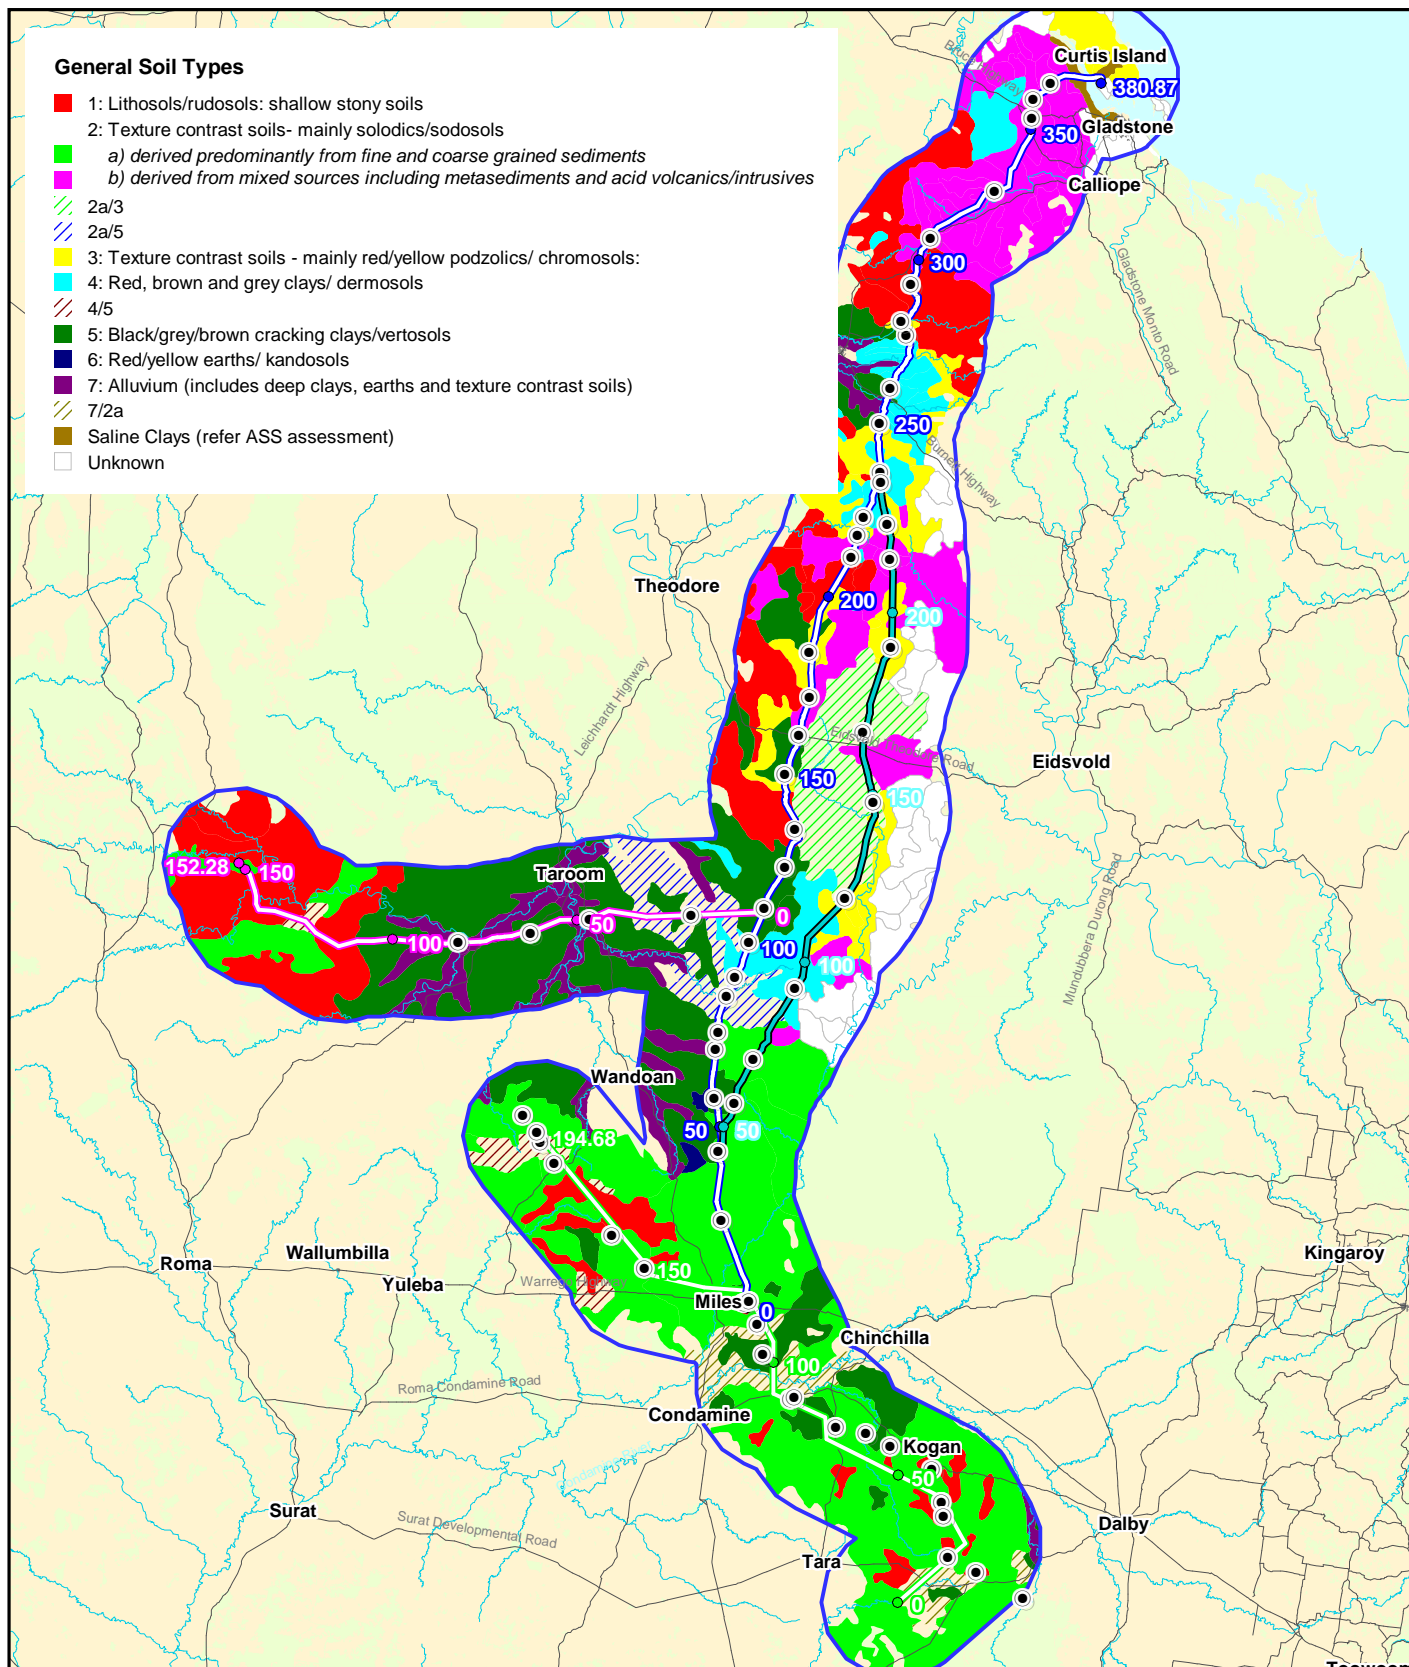 General Soil Types
1: Lithosols/rudosols: shallow stony soils
2: Texture contrast soils- mainly solodics/sodosols
a) derived predominantly from fine and coarse grained sediments
b) derived from mixed sources including metasediments and acid volcanics/intrusives
2a/3
2a/5
3: Texture contrast soils - mainly red/yellow podzolics/ chromosols:
4: Red, brown and grey clays/ dermosols
4/5
5: Black/grey/brown cracking clays/vertosols
6: Red/yellow earths/ kandosols
7: Alluvium (includes deep clays, earths and texture contrast soils)
7/2a
Saline Clays (refer ASS assessment)
Unknown
Bruce Highway
Curtis Island
380.87
Gladstone
350
Calliope
300
Gladstone Monto Road
250
Burnett Highway
Theodore
200
200
Leichhardt Highway
Eidsvold Theodore Road
Eidsvold
150
150
152.28
150
Taroom
50
0
100
100
100
Mundubbera Durong Road
Wandoan
50
50
194.68
Roma
Wallumbilla
Yuleba
Warrego Highway
150
Miles
0
Kingaroy
Chinchilla
100
Roma Condamine Road
Condamine
Kogan
Condamine River
50
Surat
Surat Developmental Road
Dalby
Tara
0